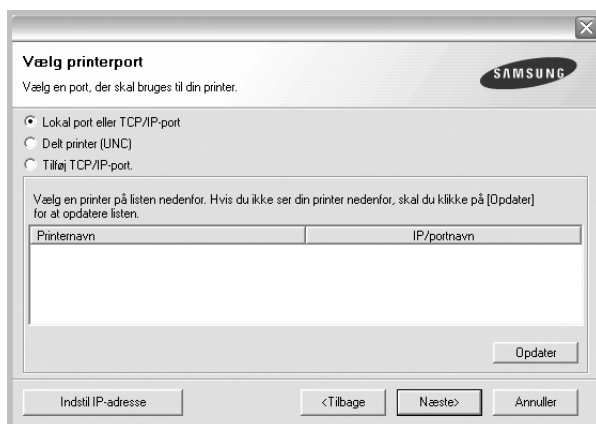 Vælg printerport
Vælg en port, der skal bruges til din printer.
SAMSUNG
Lokal port eller TCP/IP-port
Delt printer (UNC)
Tilføj TCP/IP-port.
Vælg en printer på listen nedenfor. Hvis du ikke ser din printer nedenfor, skal du klikke på [Opdater]
for at opdatere listen.
Printernavn IP/portnavn
Opdater
Indstil IP-adresse <Tilbage Næste> Annuller